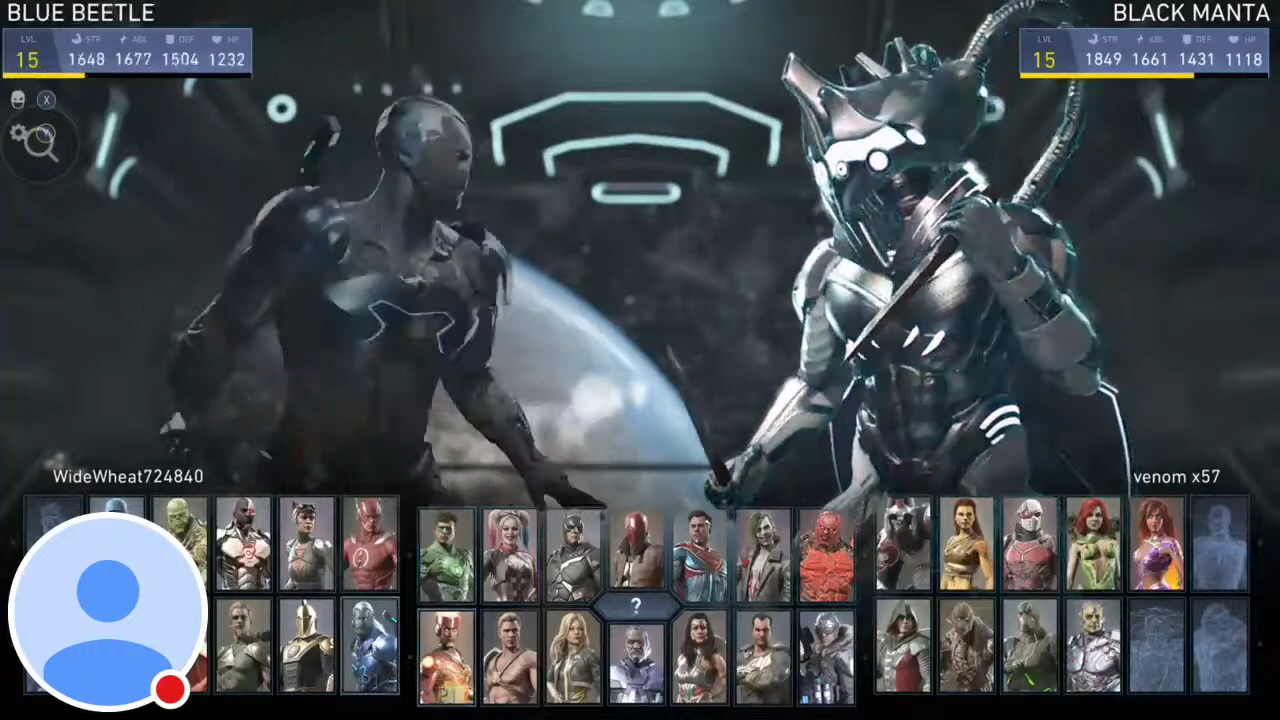 BLUE BEETLE
LVL STR ABL DEF HP
15 1648 1677 1504 1232
X
Y
BLACK MANTA
LVL STR ABL DEF HP
15 1849 1661 1431 1118
WideWheat724840
venom x57
?